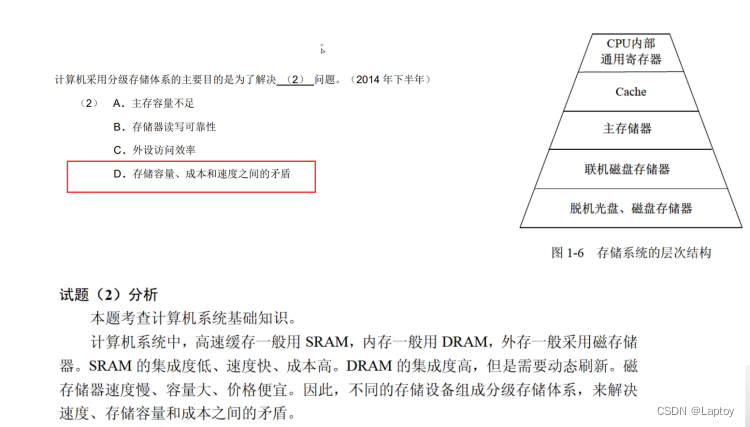 计算机采用分级存储体系的主要目的是为了解决 （2） 问题。（2014 年下半年）
（2） A．主存容量不足
B．存储器读写可靠性
C．外设访问效率
D．存储容量、成本和速度之间的矛盾
CPU内部
通用寄存器
Cache
主存储器
联机磁盘存储器
脱机光盘、磁盘存储器
图 1-6 存储系统的层次结构
试题（2）分析
本题考查计算机系统基础知识。
计算机系统中，高速缓存一般用 SRAM，内存一般用 DRAM，外存一般采用磁存储
器。SRAM 的集成度低、速度快、成本高。DRAM 的集成度高，但是需要动态刷新。磁
存储器速度慢、容量大、价格便宜。因此，不同的存储设备组成分级存储体系，来解决
速度、存储容量和成本之间的矛盾。
CSDN @Laptoy